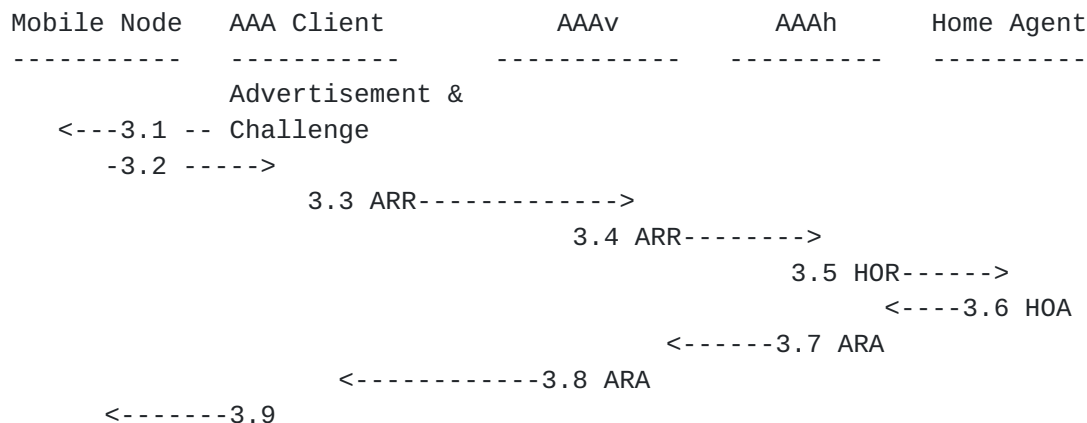 Mobile Node   AAA Client          AAAv             AAAh       Home Agent
-----------   -----------      ------------   ----------   ----------
              Advertisement &
   <---3.1 -- Challenge
      -3.2 ----->
                   3.3 ARR------------->
                                    3.4 ARR-------->
                                                  3.5 HOR------>
                                                        <----3.6 HOA
                                          <------3.7 ARA
                     <------------3.8 ARA
      <-------3.9